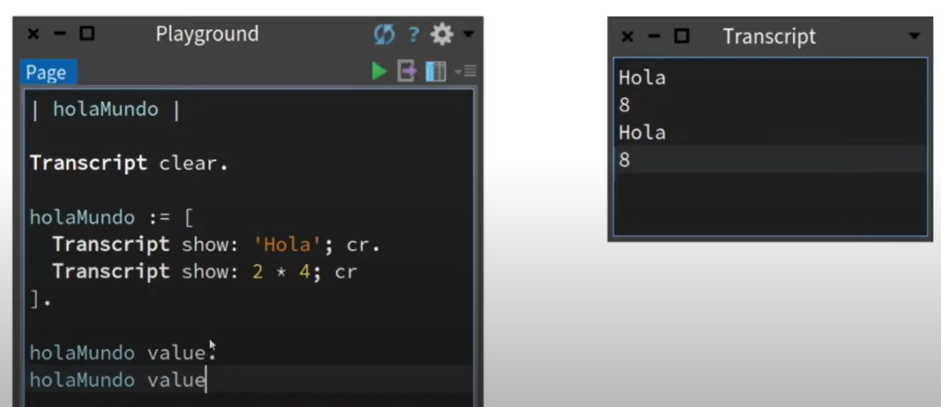 Playground
?
Page
| holaMundo |
Transcript clear.
holaMundo := [
Transcript show: 'Hola'; cr.
Transcript show: 2 * 4; cr
].
holaMundo value.
holaMundo value
Transcript
Hola
8
Hola
8